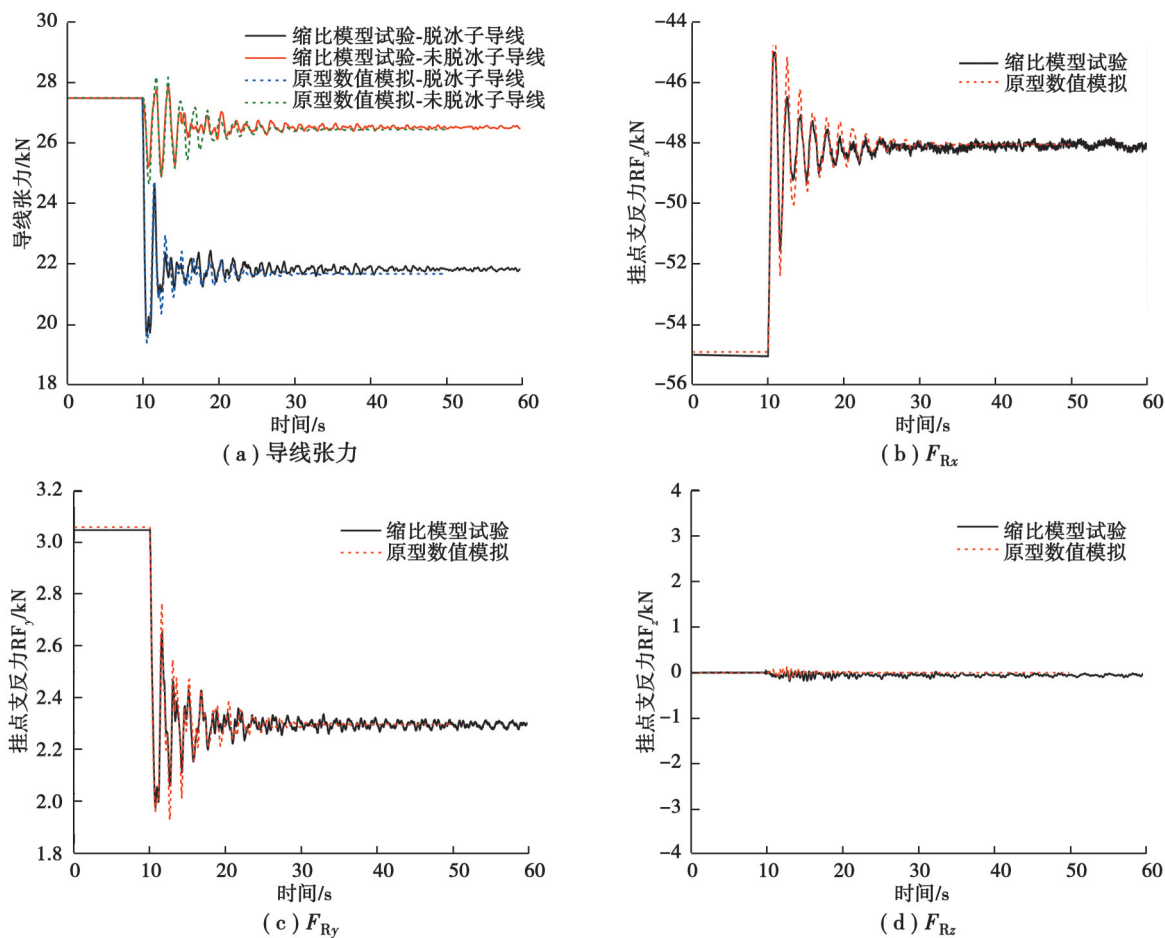 30
28
26
24
22
20
18
导线张力/kN
缩比模型试验-脱冰子导线
缩比模型试验-未脱冰子导线
原型数值模拟-脱冰子导线
原型数值模拟-未脱冰子导线
0 10 20 30 40 50 60
时间/s
(a)导线张力
-44
-46
-48
-50
-52
-54
-56
挂点支反力RFx/kN
缩比模型试验
原型数值模拟
0 10 20 30 40 50 60
时间/s
(b)FRx
3.2
3.0
2.8
2.6
2.4
2.2
2.0
1.8
挂点支反力RFy/kN
缩比模型试验
原型数值模拟
0 10 20 30 40 50 60
时间/s
(c)FRy
4
3
2
1
0
-1
-2
-3
-4
挂点支反力RFz/kN
缩比模型试验
原型数值模拟
0 10 20 30 40 50 60
时间/s
(d)FRz